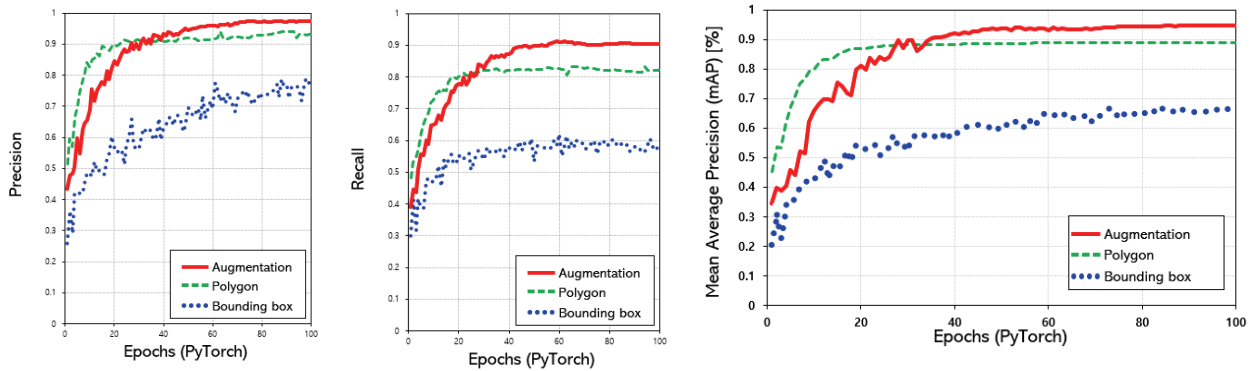 Precision
1
0.9
0.8
0.7
0.6
0.5
0.4
0.3
0.2
0.1
0
0 20 40 60 80 100
Epochs (PyTorch)
Augmentation
Polygon
Bounding box
Recall
1
0.9
0.8
0.7
0.6
0.5
0.4
0.3
0.2
0.1
0
0 20 40 60 80 100
Epochs (PyTorch)
Augmentation
Polygon
Bounding box
Mean Average Precision (mAP) [%]
1
0.9
0.8
0.7
0.6
0.5
0.4
0.3
0.2
0.1
0
0 20 40 60 80 100
Epochs (PyTorch)
Augmentation
Polygon
Bounding box